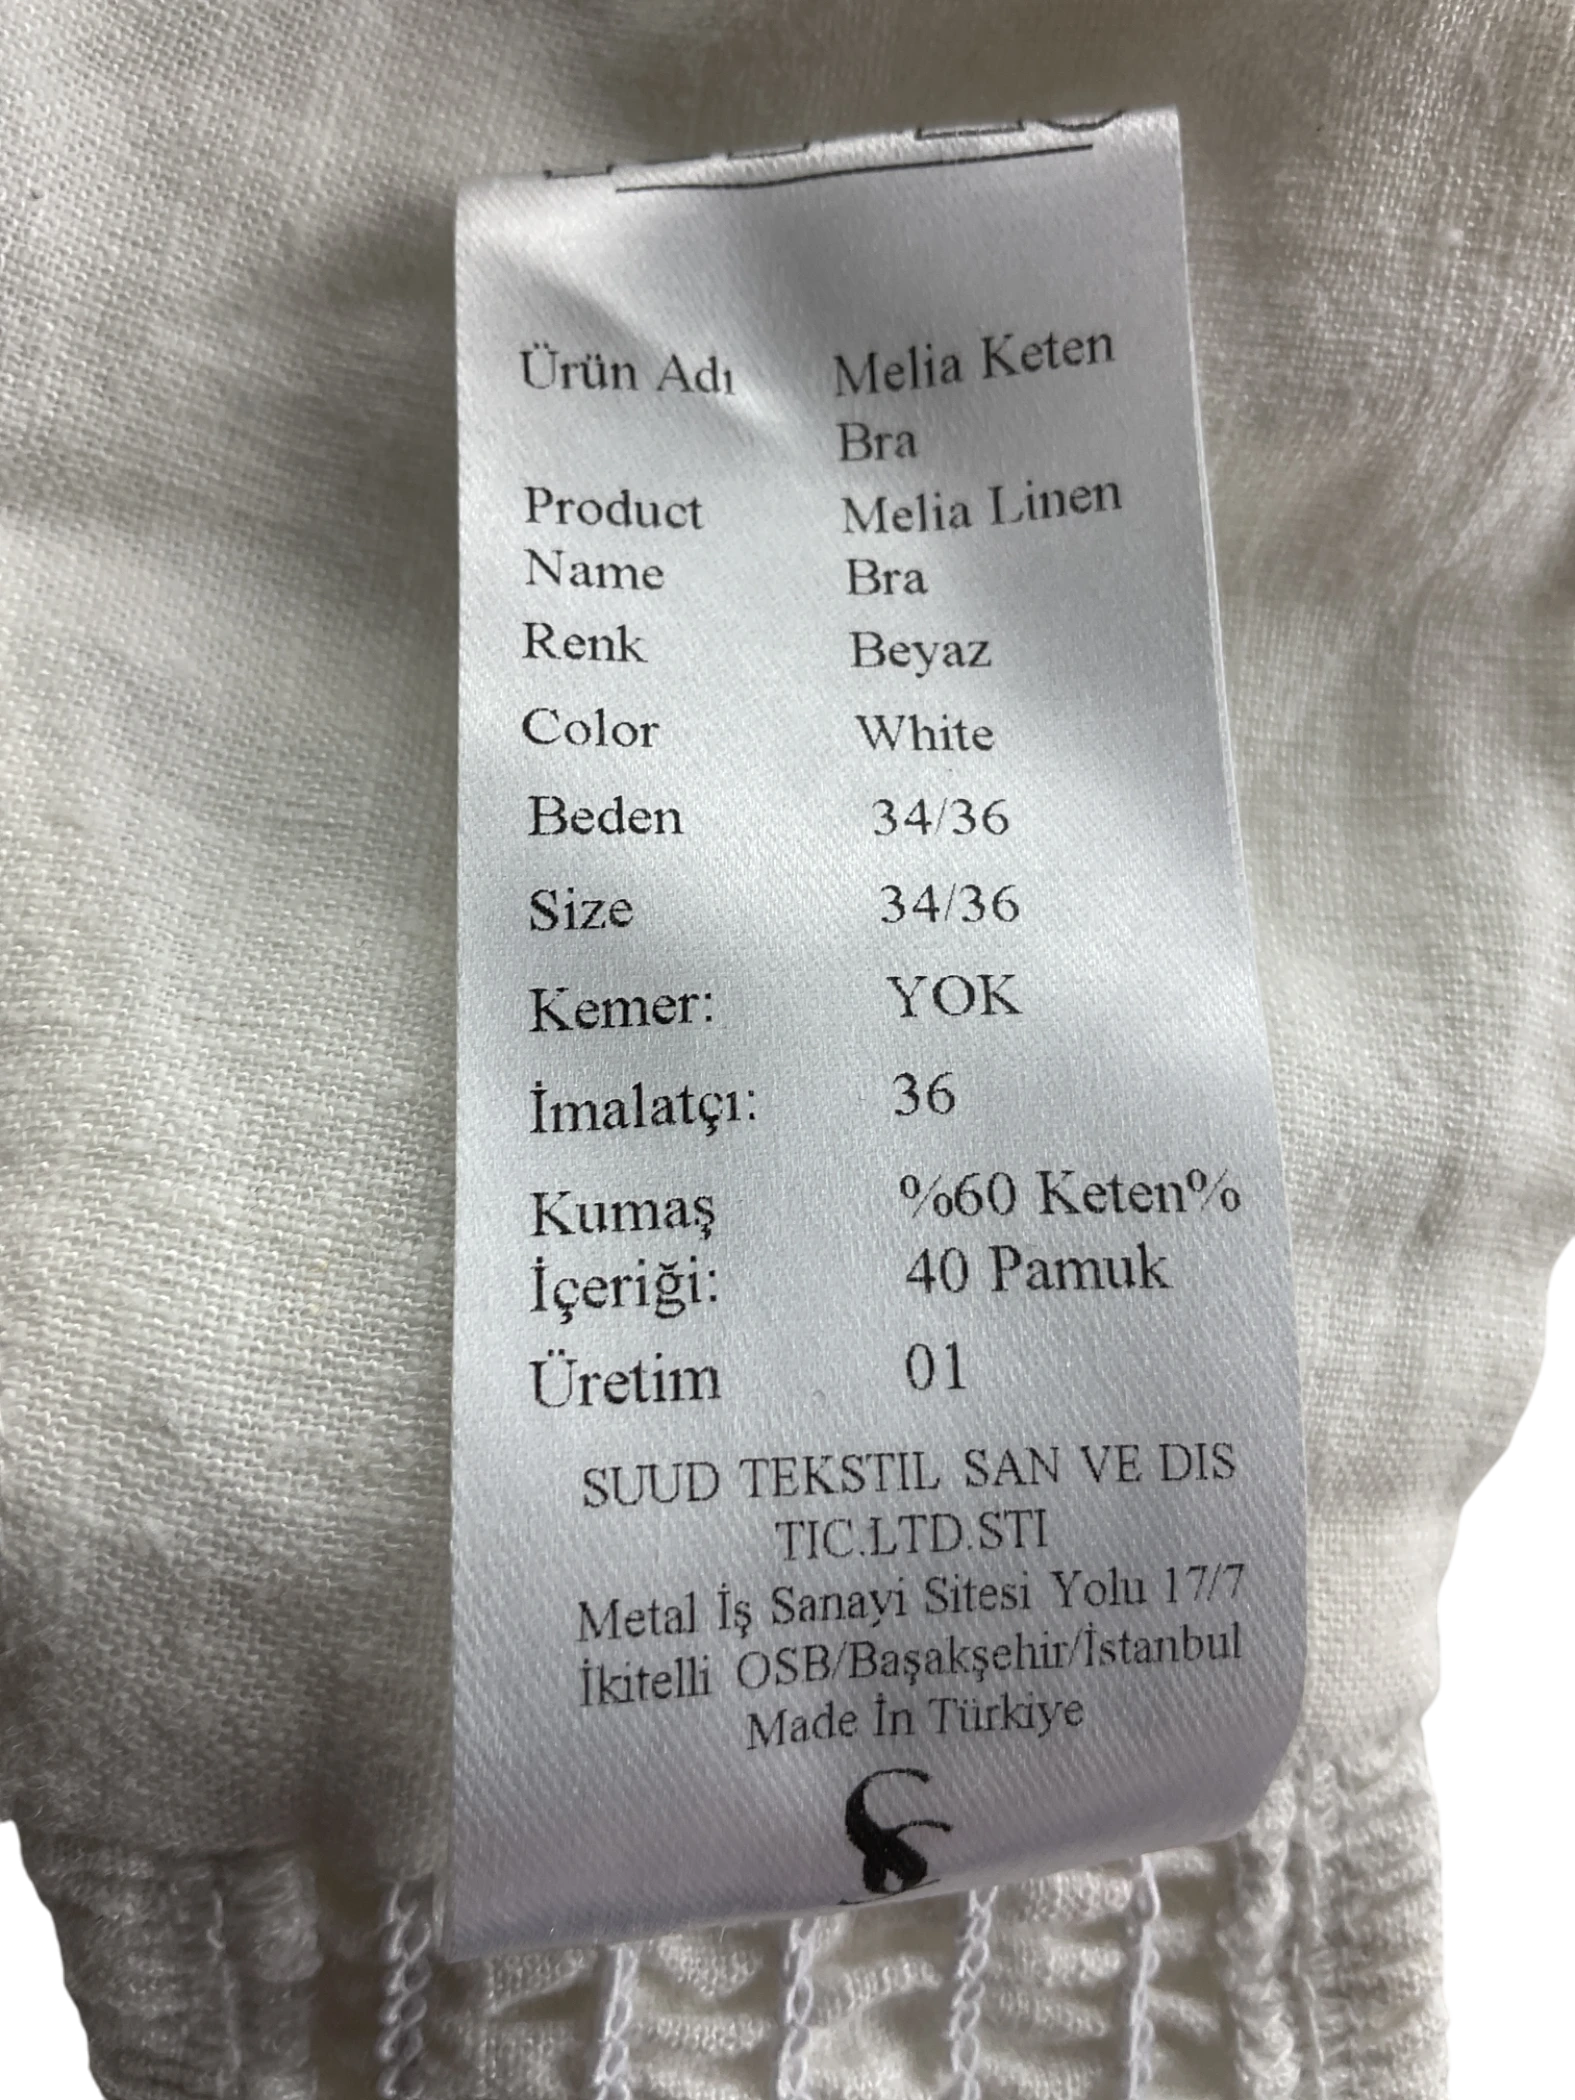 Ürün Adı Melia Keten
Bra
Product Melia Linen
Name Bra
Renk Beyaz
Color White
Beden 34/36
Size 34/36
Kemer: YOK
İmalatçı: 36
Kumaş %60 Keten%
İçeriği: 40 Pamuk
Üretim 01
SUUD TEKSTIL SAN VE DIS
TIC.LTD.STI
Metal İş Sanayi Sitesi Yolu 17/7
İkitelli OSB/Başakşehir/İstanbul
Made İn Türkiye